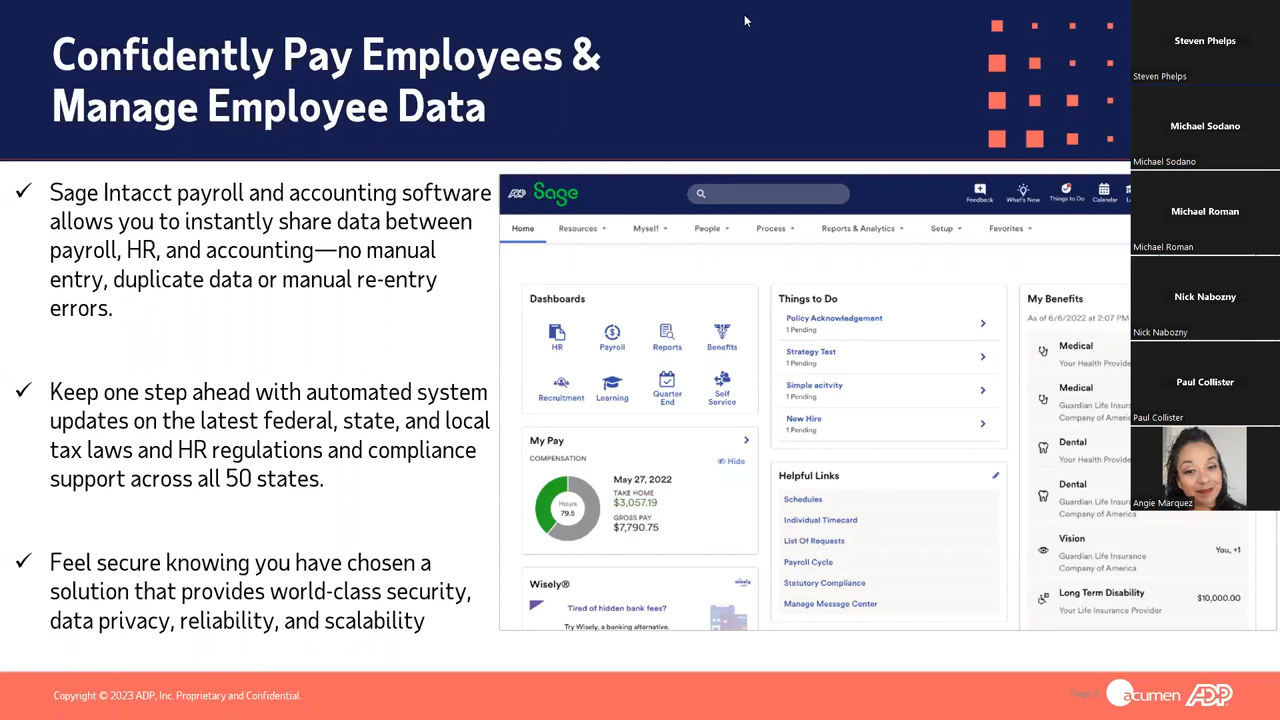 Confidently Pay Employees &
Manage Employee Data
✓ Sage Intacct payroll and accounting software
allows you to instantly share data between
payroll, HR, and accounting—no manual
entry, duplicate data or manual re-entry
errors.
✓ Keep one step ahead with automated system
updates on the latest federal, state, and local
tax laws and HR regulations and compliance
support across all 50 states.
✓ Feel secure knowing you have chosen a
solution that provides world-class security,
data privacy, reliability, and scalability
ADP Sage
Feedback What's New Things to Do Calendar
Home Resources Myself People Process Reports & Analytics Setup Favorites
Dashboards
HR Payroll Reports Benefits
Recruitment Learning Quarter End Self Service
My Pay
COMPENSATION
Hide
Hours
79.5
May 27, 2022
TAKE HOME
$3,057.19
GROSS PAY
$7,790.75
Wisely®
wisely
Tired of hidden bank fees?
Try Wisely, a banking alternative.
Things to Do
Policy Acknowledgement
1 Pending
Strategy Test
1 Pending
Simple acitvity
1 Pending
New Hire
1 Pending
Helpful Links
Schedules
Individual Timecard
List Of Requests
Payroll Cycle
Statutory Compliance
Manage Message Center
My Benefits
As of 6/6/2022 at 2:07 PM
Medical
Your Health Provide
Medical
Guardian Life Insur
Company of Americ
Dental
Your Health Provide
Dental
Guardian Life Insura
Company of America
Vision
Guardian Life Insurance
Company of America
You, +1
Long Term Disability
Your Life Insurance Provider
$10,000.00
Steven Phelps
Steven Phelps
Michael Sodano
Michael Sodano
Michael Roman
Michael Roman
Nick Nabozny
Nick Nabozny
Paul Collister
Paul Collister
Angie Marquez
Copyright © 2023 ADP, Inc. Proprietary and Confidential.
acumen ADP